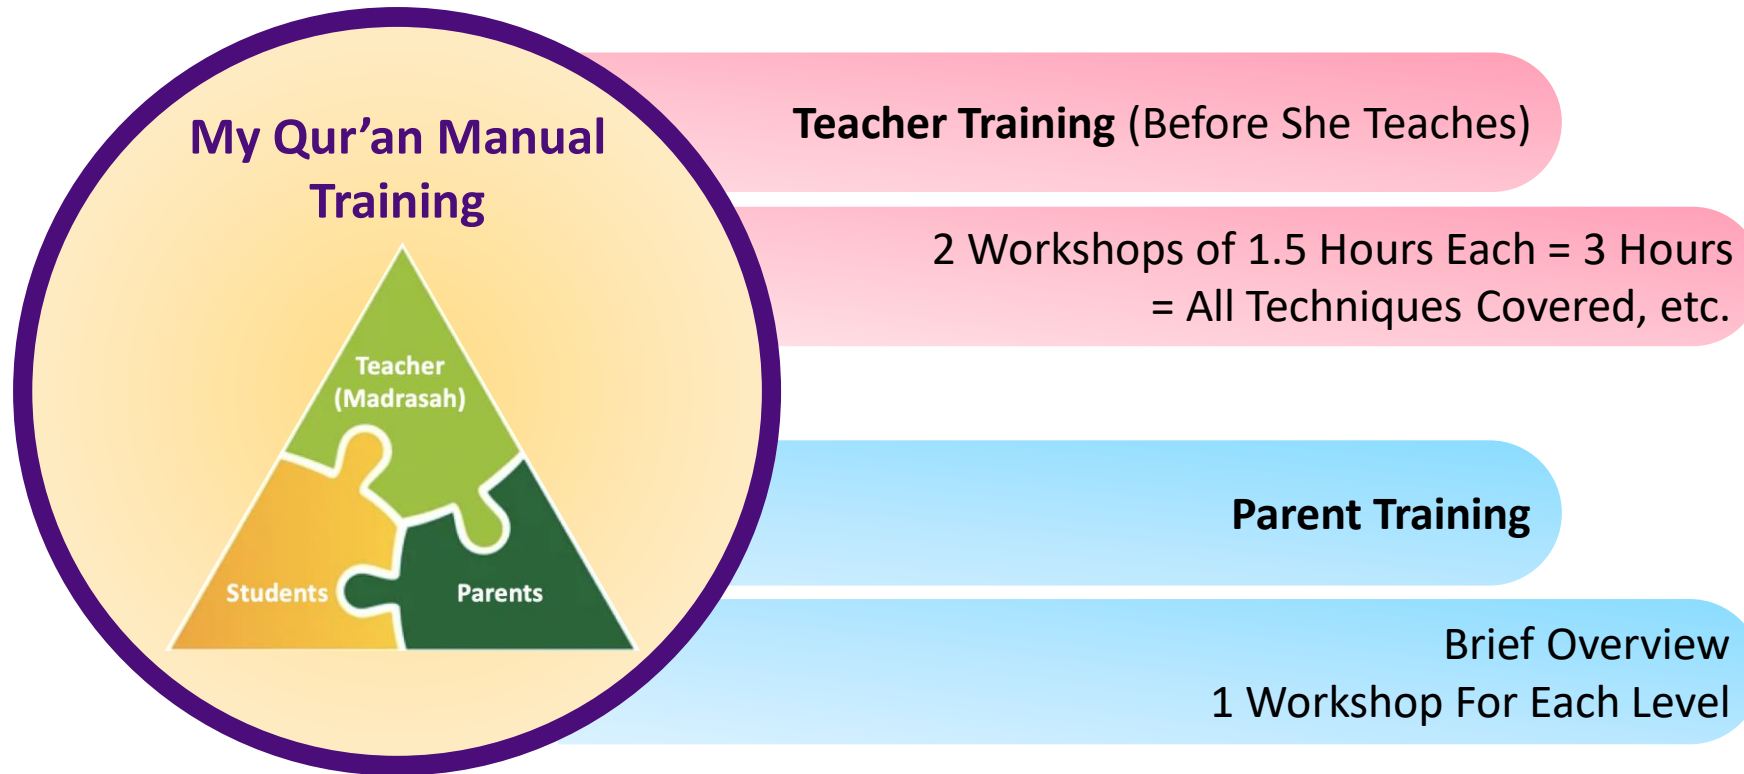 My Qur’an Manual
Training
Teacher
(Madrasah)
Students
Parents
Teacher Training (Before She Teaches)
2 Workshops of 1.5 Hours Each = 3 Hours
= All Techniques Covered, etc.
Parent Training
Brief Overview
1 Workshop For Each Level